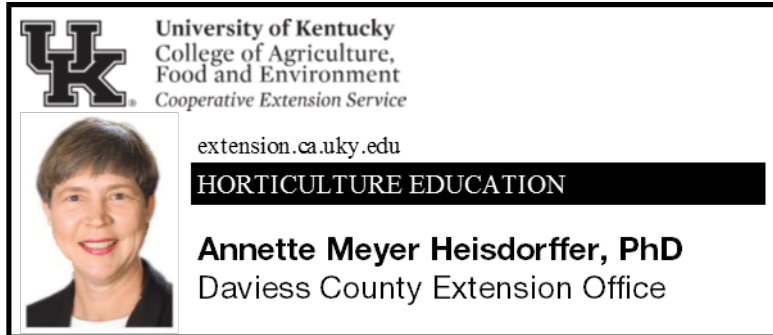 UK
University of Kentucky
College of Agriculture,
Food and Environment
Cooperative Extension Service
extension.ca.uky.edu
HORTICULTURE EDUCATION
Annette Meyer Heisdorffer, PhD
Daviess County Extension Office